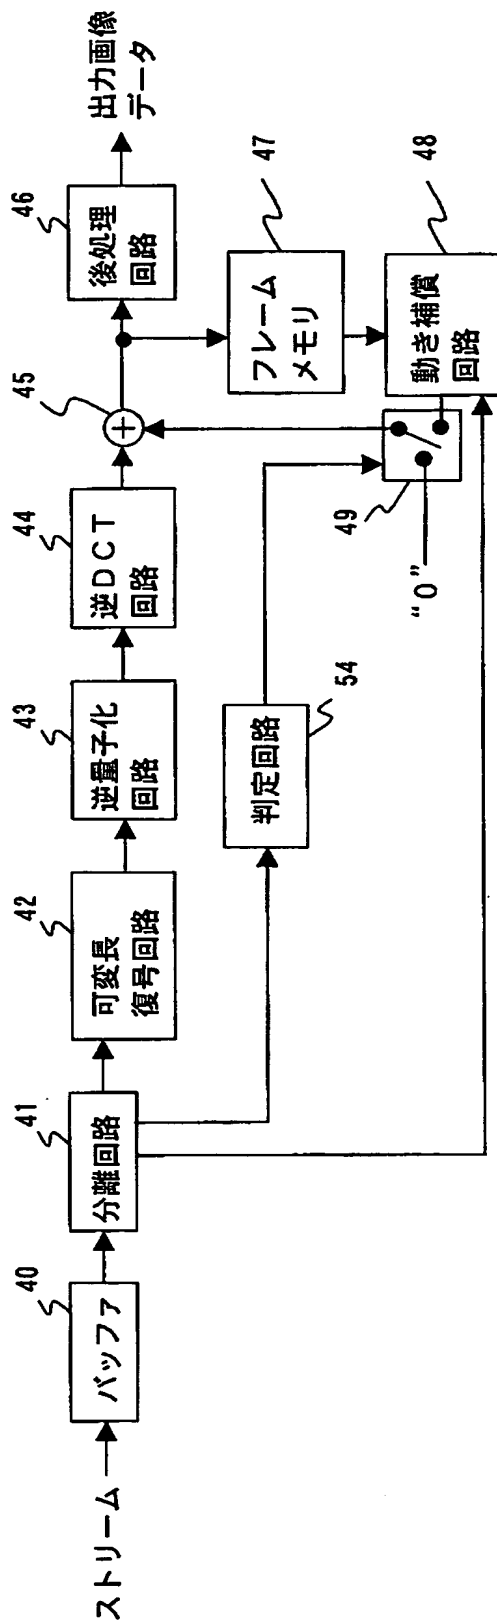 ストリーム
40
バッファ
41
分離回路
42
可変長
復号回路
43
逆量子化
回路
44
逆DCT
回路
45
+
46
後処理
回路
出力画像
データ
47
フレーム
メモリ
48
動き補償
回路
49
“0”
54
判定回路